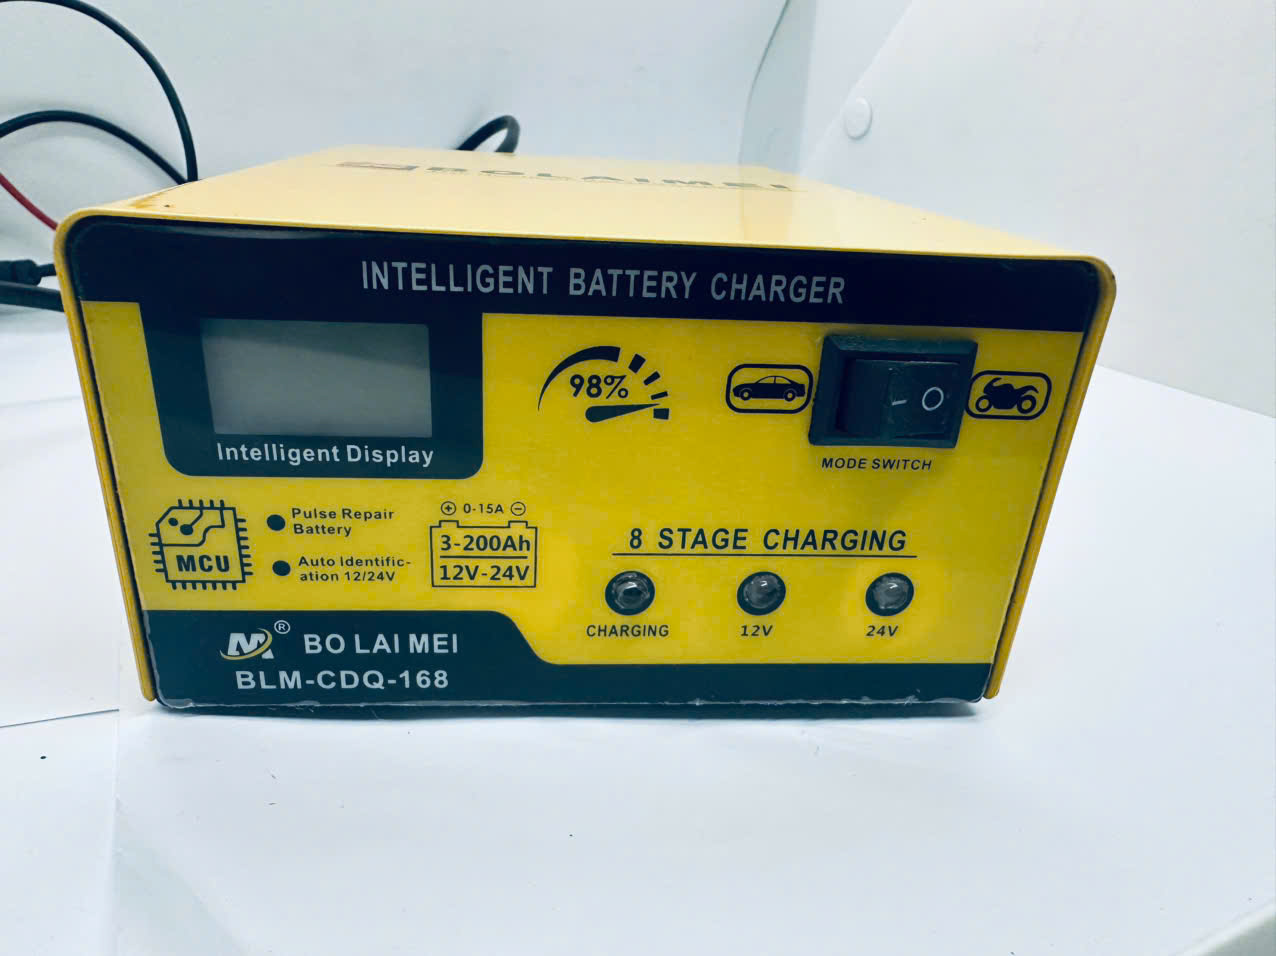 BOLAIMEI
INTELLIGENT BATTERY CHARGER
Intelligent Display
98%
MODE SWITCH
MCU
Pulse Repair
Battery
Auto Identific-
ation 12/24V
⊕ 0-15A ⊖
3-200Ah
12V-24V
8 STAGE CHARGING
CHARGING
12V
24V
® BO LAI MEI
BLM-CDQ-168